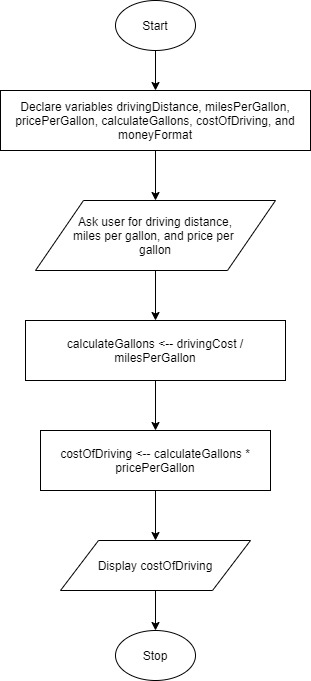 Start
Declare variables drivingDistance, milesPerGallon,
pricePerGallon, calculateGallons, costOfDriving, and
moneyFormat
Ask user for driving distance,
miles per gallon, and price per
gallon
calculateGallons <-- drivingCost /
milesPerGallon
costOfDriving <-- calculateGallons *
pricePerGallon
Display costOfDriving
Stop